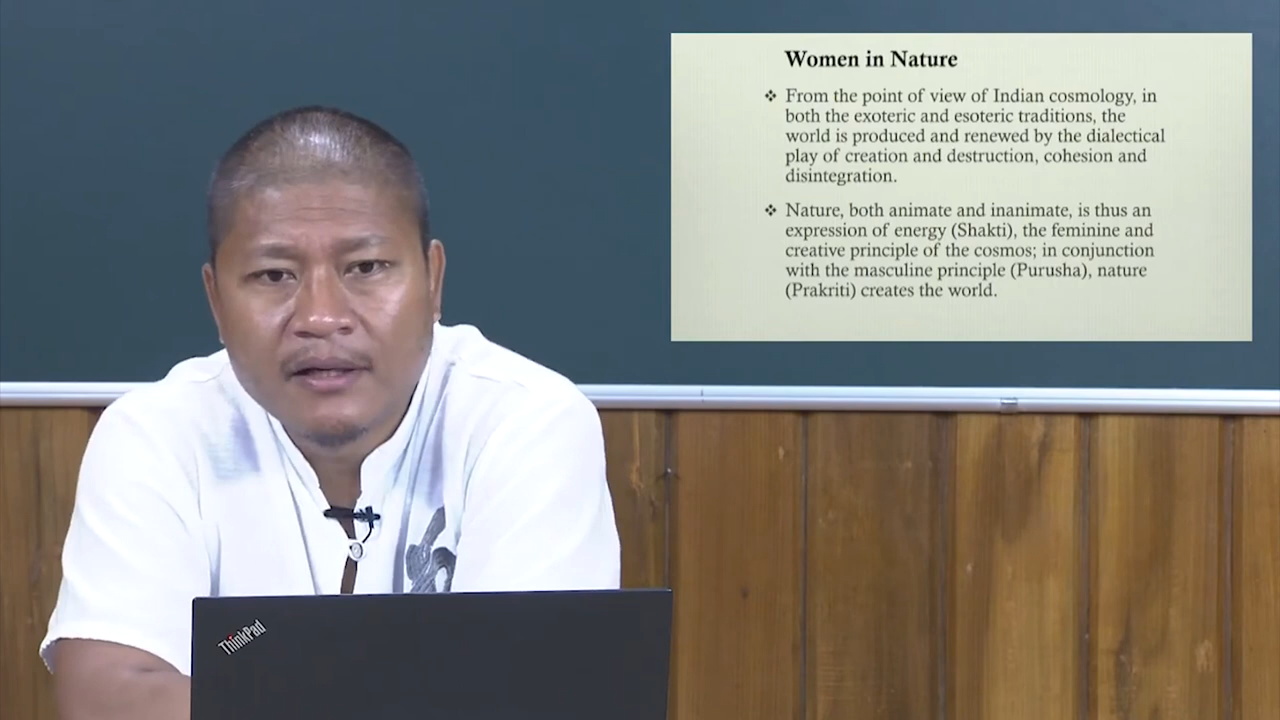 Women in Nature
❖ From the point of view of Indian cosmology, in
both the exoteric and esoteric traditions, the
world is produced and renewed by the dialectical
play of creation and destruction, cohesion and
disintegration.
❖ Nature, both animate and inanimate, is thus an
expression of energy (Shakti), the feminine and
creative principle of the cosmos; in conjunction
with the masculine principle (Purusha), nature
(Prakriti) creates the world.
ThinkPad